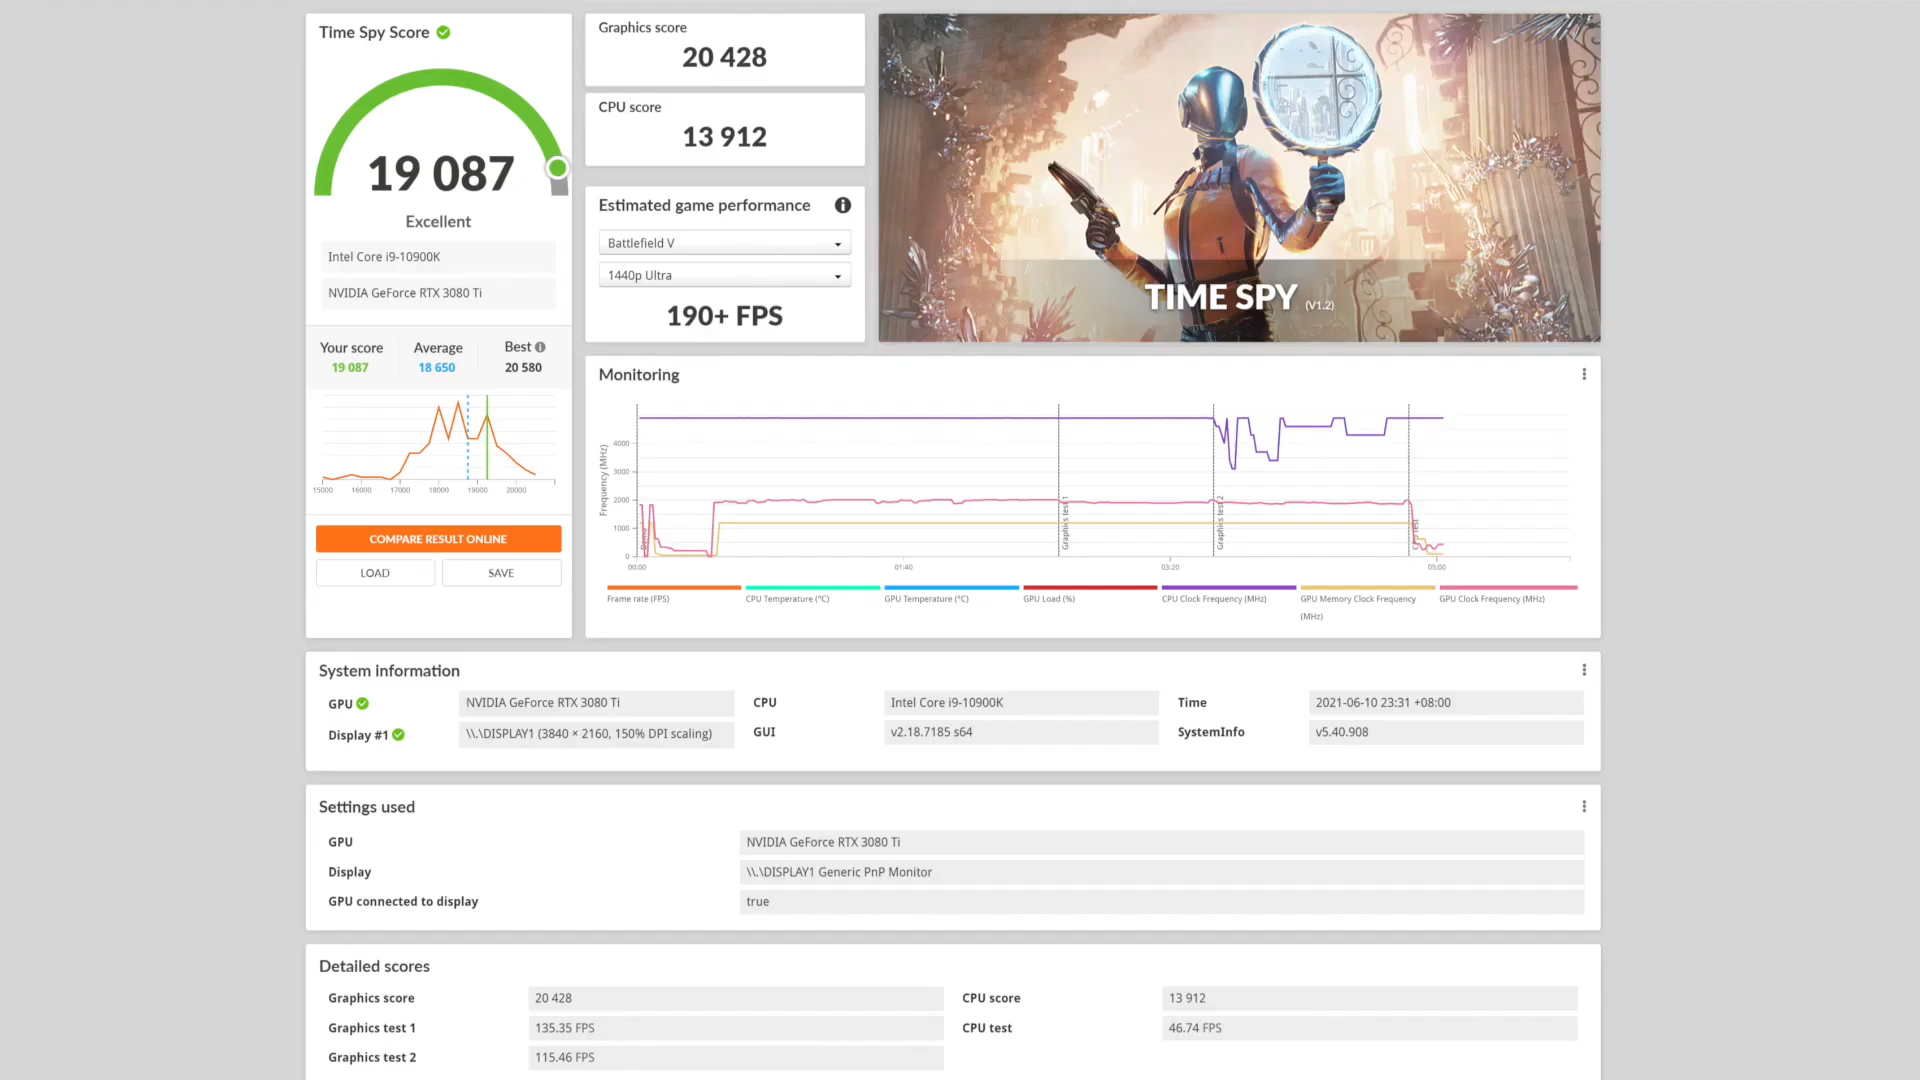 Time Spy Score
19 087
Excellent
Intel Core i9-10900K
NVIDIA GeForce RTX 3080 Ti
Your score
19 087
Average
18 650
Best
20 580
15000 16000 17000 18000 19000 20000
COMPARE RESULT ONLINE
LOAD
SAVE
Graphics score
20 428
CPU score
13 912
Estimated game performance
Battlefield V
1440p Ultra
190+ FPS
TIME SPY (V1.2)
Monitoring
Frequency (MHz)
4000
3000
2000
1000
0
Graphics test 1
Graphics test 2
00:00 01:40 03:20 05:00
Frame rate (FPS)
CPU Temperature (°C)
GPU Temperature (°C)
GPU Load (%)
CPU Clock Frequency (MHz)
GPU Memory Clock Frequency
(MHz)
GPU Clock Frequency (MHz)
System information
GPU
NVIDIA GeForce RTX 3080 Ti
CPU
Intel Core i9-10900K
Time
2021-06-10 23:31 +08:00
Display #1
\\.\DISPLAY1 (3840 × 2160, 150% DPI scaling)
GUI
v2.18.7185 s64
SystemInfo
v5.40.908
Settings used
GPU
NVIDIA GeForce RTX 3080 Ti
Display
\\.\DISPLAY1 Generic PnP Monitor
GPU connected to display
true
Detailed scores
Graphics score
20 428
CPU score
13 912
Graphics test 1
135.35 FPS
CPU test
46.74 FPS
Graphics test 2
115.46 FPS